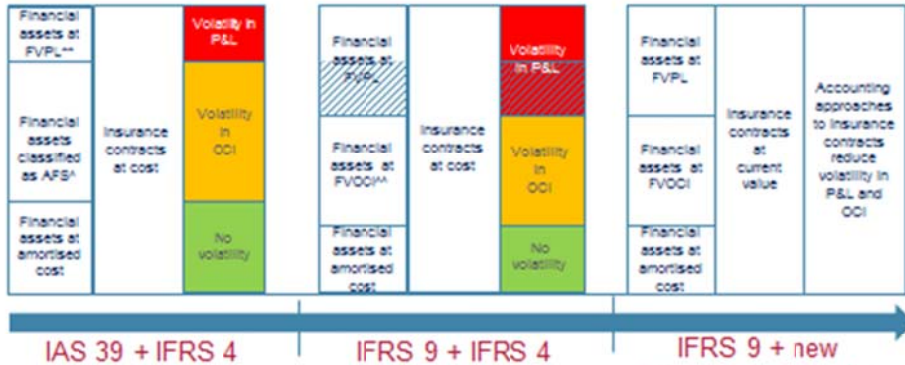 Financial
assets at
FVPL**
Financial
assets
classified
as AFS^
Financial
assets at
amortised
cost
Insurance
contracts
at cost
Volatility in
P&L
Volatility
in
OCI
No
volatility
Financial
assets at
FVPL
Financial
assets at
FVOCI^^
Financial
assets at
amortised
cost
Insurance
contracts
at cost
Volatility
in P&L
Volatility
in
OCI
No
volatility
Financial
assets at
FVPL
Financial
assets at
FVOCI
Financial
assets at
amortised
cost
Insurance
contracts
at
current
value
Accounting
approaches
to insurance
contracts
reduce
volatility in
P&L and
OCI
IAS 39 + IFRS 4
IFRS 9 + IFRS 4
IFRS 9 + new